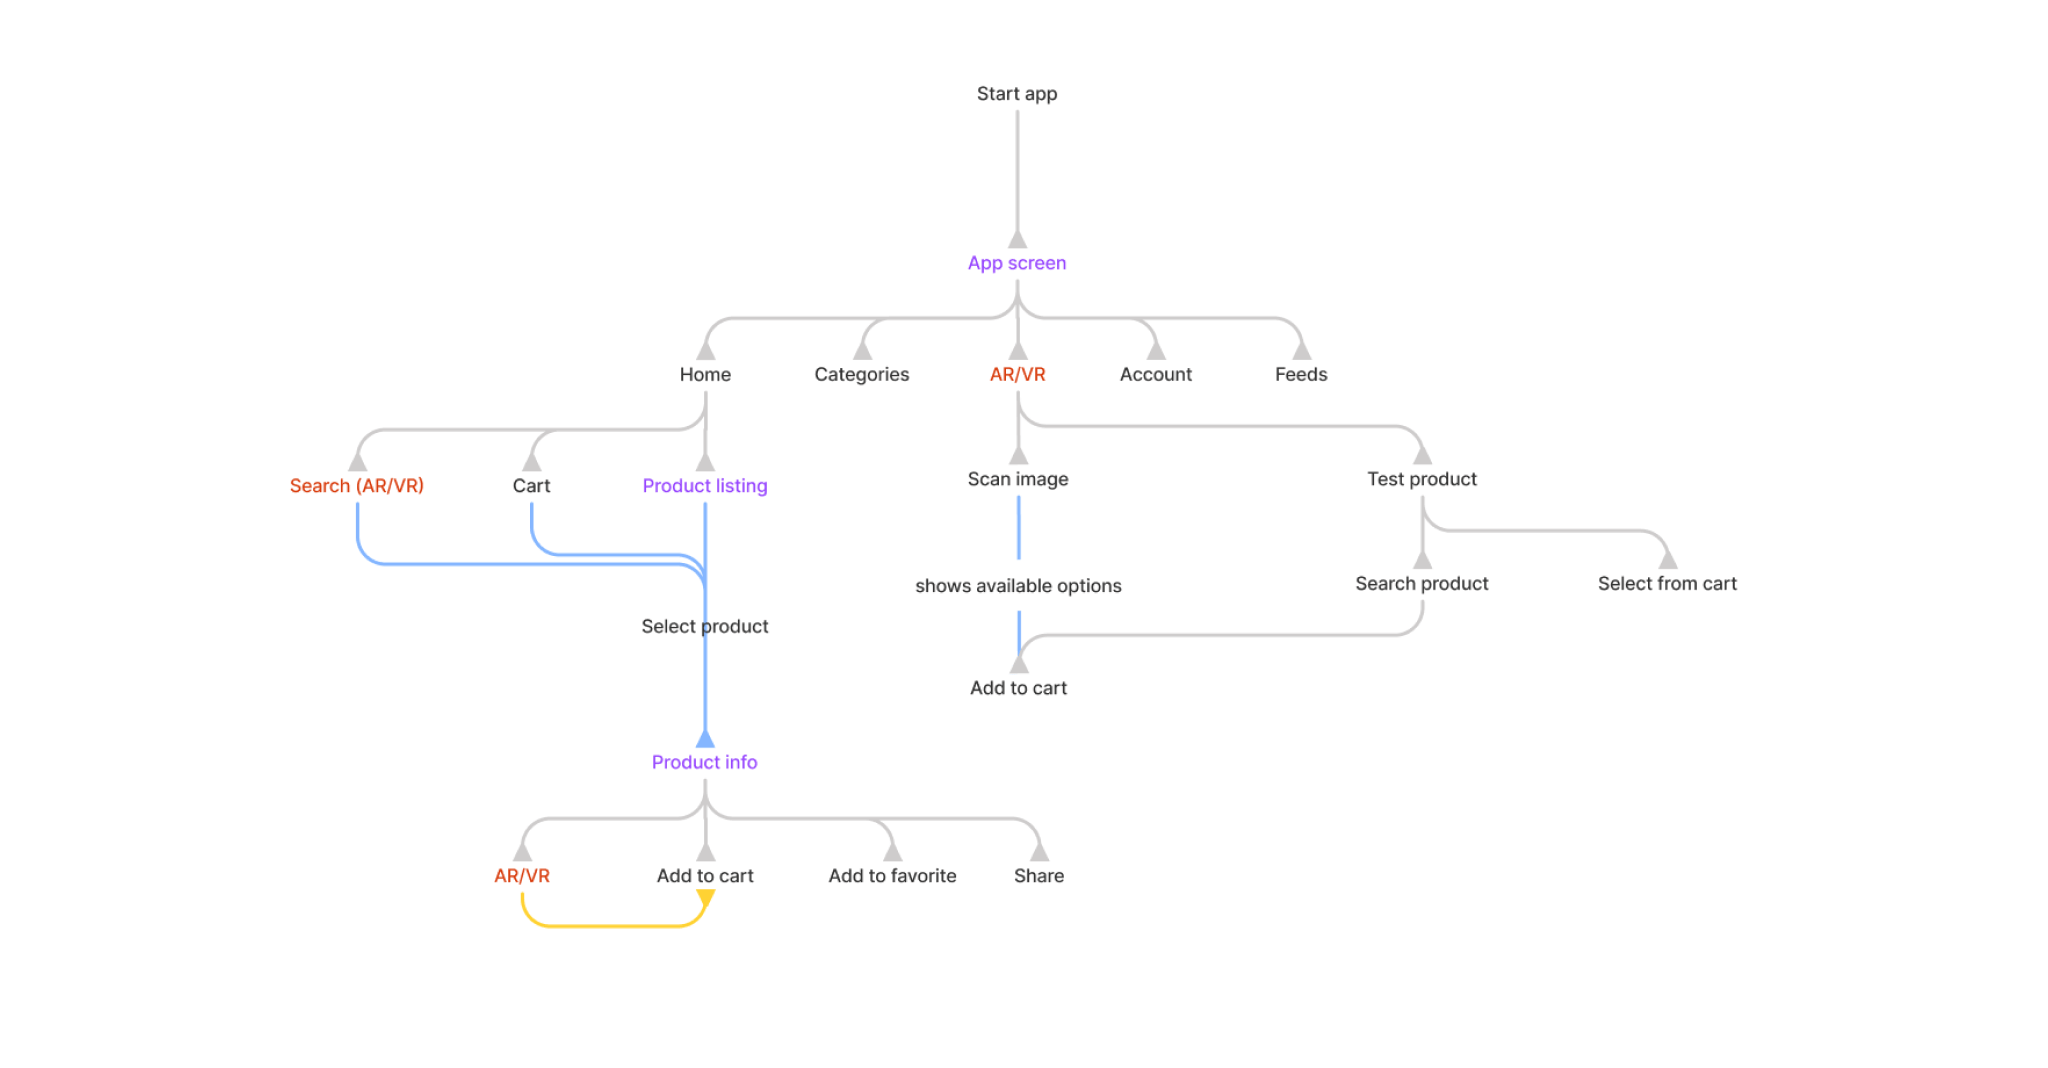 Start app
App screen
Home
Categories
AR/VR
Account
Feeds
Search (AR/VR)
Cart
Product listing
Scan image
Test product
shows available options
Search product
Select from cart
Select product
Add to cart
Product info
AR/VR
Add to cart
Add to favorite
Share